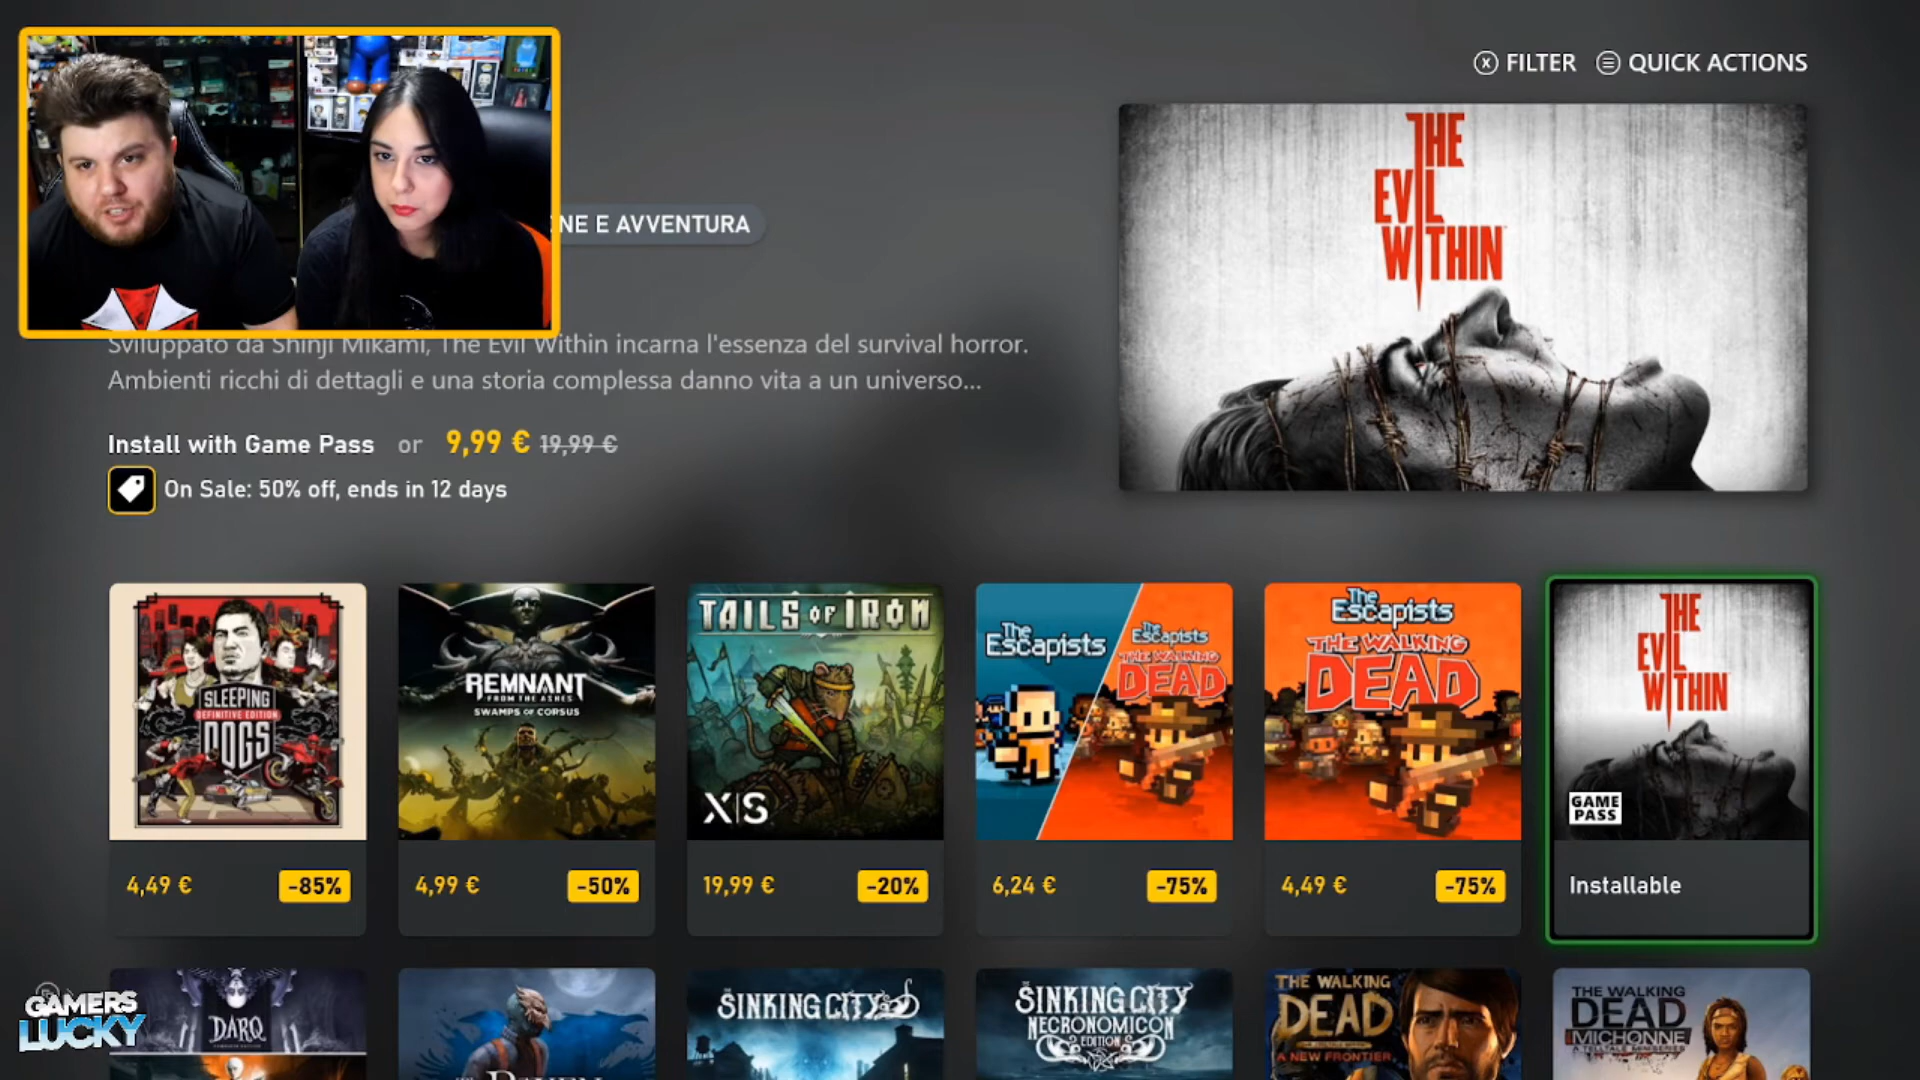 FILTER
QUICK ACTIONS
THE
EVIL
WITHIN
NE E AVVENTURA
Sviluppato da Shinji Mikami, The Evil Within incarna l'essenza del survival horror.
Ambienti ricchi di dettagli e una storia complessa danno vita a un universo...
Install with Game Pass or 9,99 € 19,99 €
On Sale: 50% off, ends in 12 days
SLEEPING
DEFINITIVE EDITION
DOGS
4,49 €
-85%
REMNANT
FROM THE ASHES
SWAMPS OF CORSUS
4,99 €
-50%
TAILS OF IRON
X|S
19,99 €
-20%
The
Escapists
The
Escapists
THE WALKING
DEAD
6,24 €
-75%
The
Escapists
THE WALKING
DEAD
4,49 €
-75%
THE
EVIL
WITHIN
GAME
PASS
Installable
GAMERS
LUCKY
DARQ
SINKING CITY
SINKING CITY
NECRONOMICON
EDITION
THE WALKING
DEAD
A NEW FRONTIER
THE WALKING
DEAD
MICHONNE
A TELLTALE MINISERIES